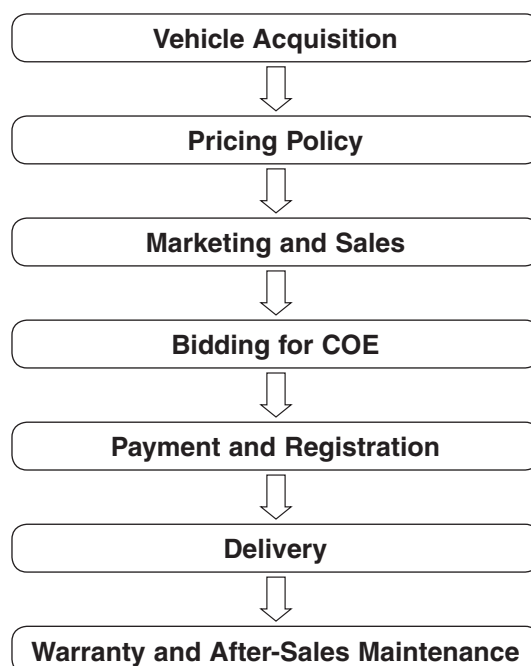 Vehicle Acquisition
Pricing Policy
Marketing and Sales
Bidding for COE
Payment and Registration
Delivery
Warranty and After-Sales Maintenance